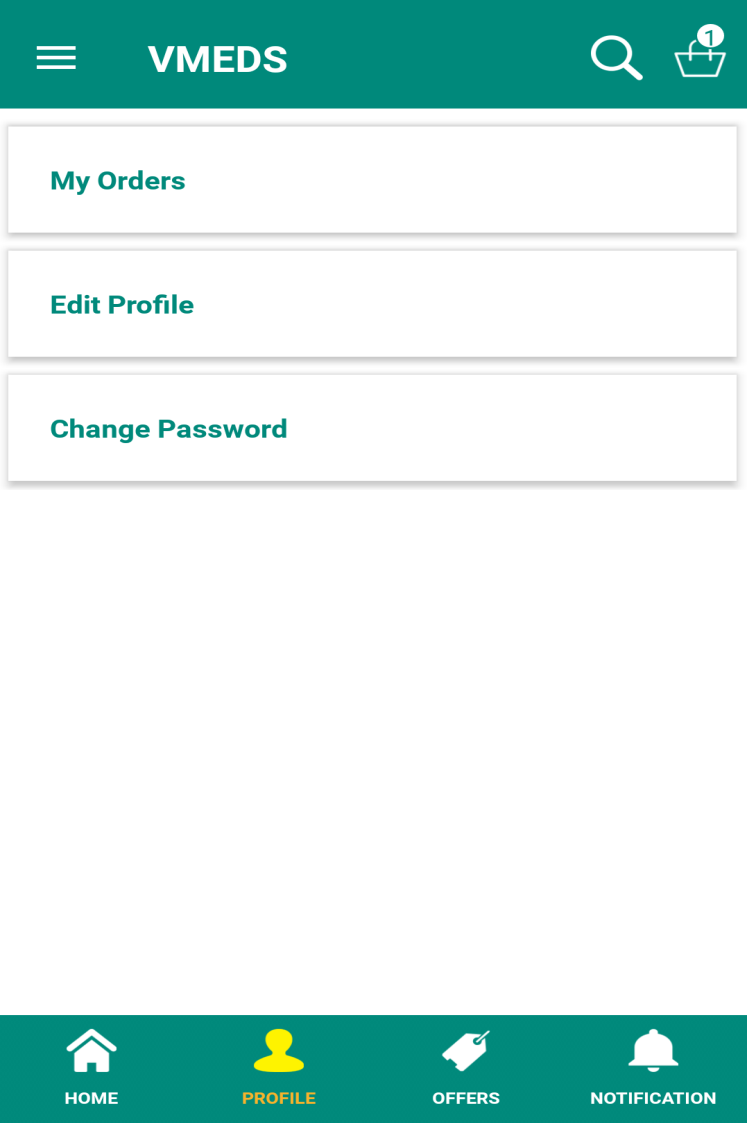 VMEDS
1
My Orders
Edit Profile
Change Password
HOME
PROFILE
OFFERS
NOTIFICATION